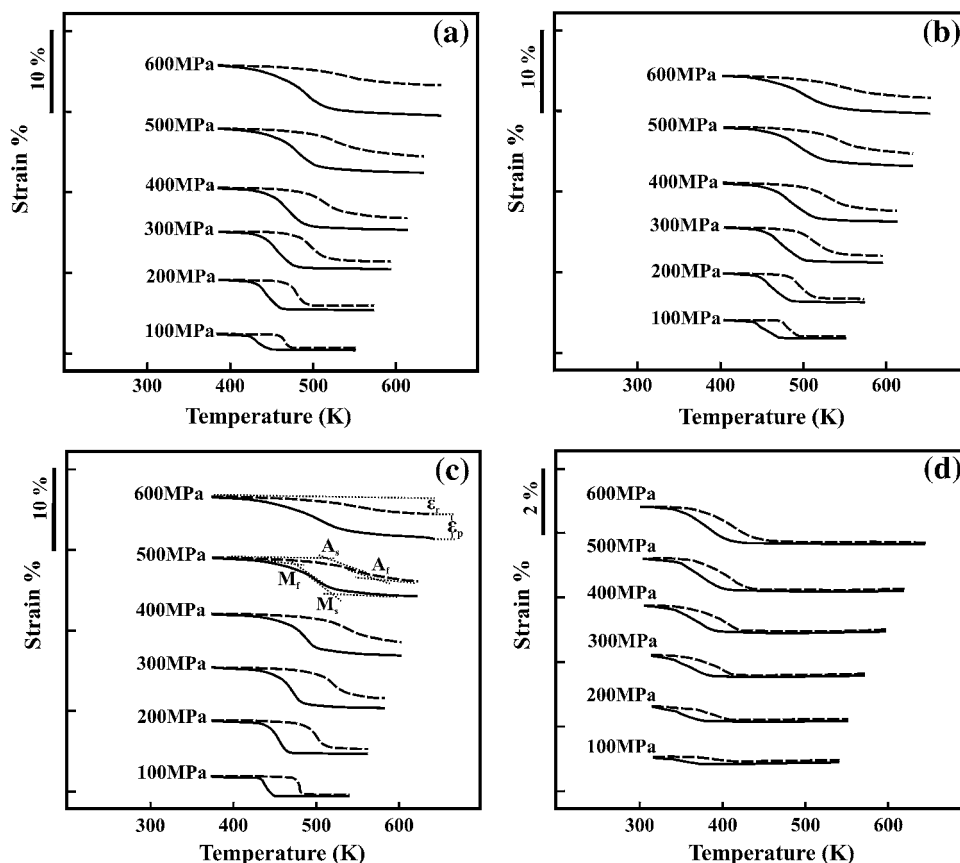 (a)
10 %
600MPa
500MPa
400MPa
300MPa
200MPa
100MPa
Strain %
300 400 500 600
Temperature (K)
(b)
10 %
600MPa
500MPa
400MPa
300MPa
200MPa
100MPa
Strain %
300 400 500 600
Temperature (K)
(c)
10 %
600MPa
εr
εp
500MPa
As
Af
Mf
Ms
400MPa
300MPa
200MPa
100MPa
Strain %
300 400 500 600
Temperature (K)
(d)
2 %
600MPa
500MPa
400MPa
300MPa
200MPa
100MPa
Strain %
300 400 500 600
Temperature (K)